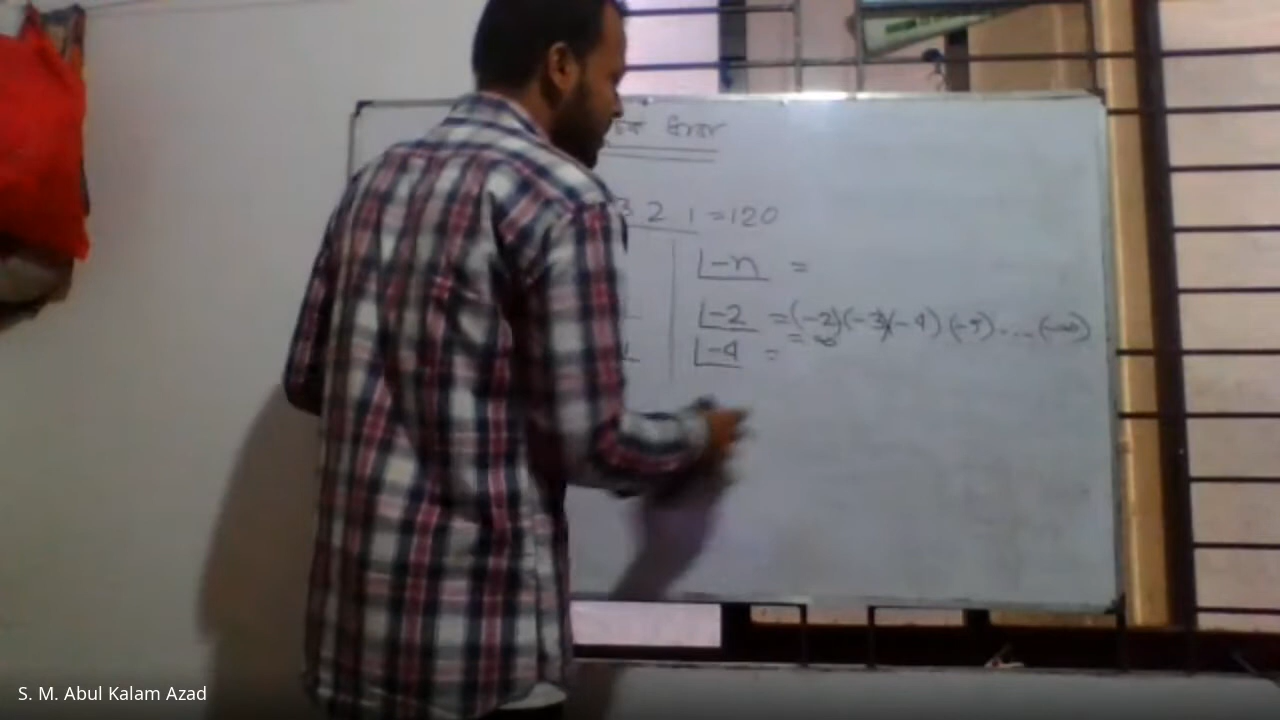 3 2 1 = 120
∟-n =
∟-2 = (-2)(-3)(-4)(-5)....(-∞)
= ∞
∟-4 =
S. M. Abul Kalam Azad